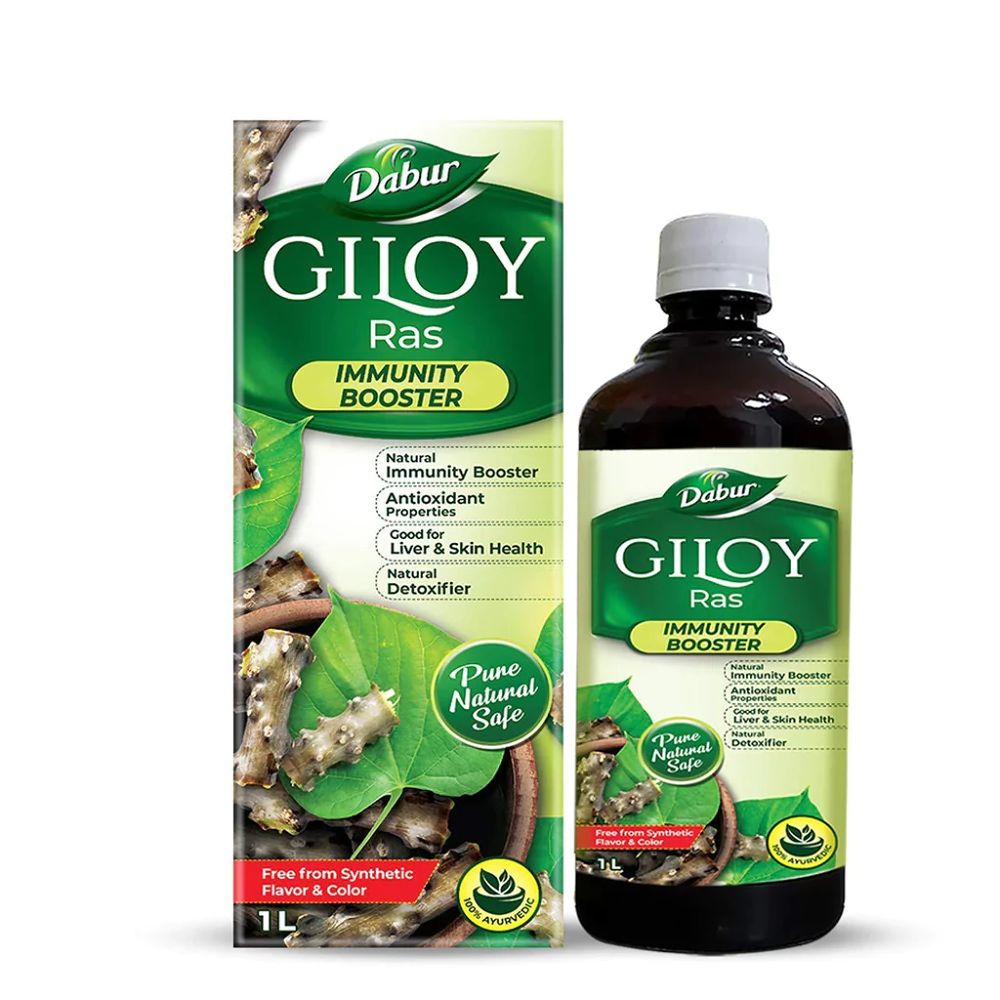 Dabur
GILOY
Ras
IMMUNITY
BOOSTER
Natural
Immunity Booster
Antioxidant
Properties
Good for
Liver & Skin Health
Natural
Detoxifier
Pure
Natural
Safe
Free from Synthetic
Flavor & Color
1 L
100% AYURVEDIC
Dabur
GILOY
Ras
IMMUNITY
BOOSTER
Natural
Immunity Booster
Antioxidant
Properties
Good for
Liver & Skin Health
Natural
Detoxifier
Pure
Natural
Safe
Free from Synthetic
Flavor & Color
1 L
100% AYURVEDIC